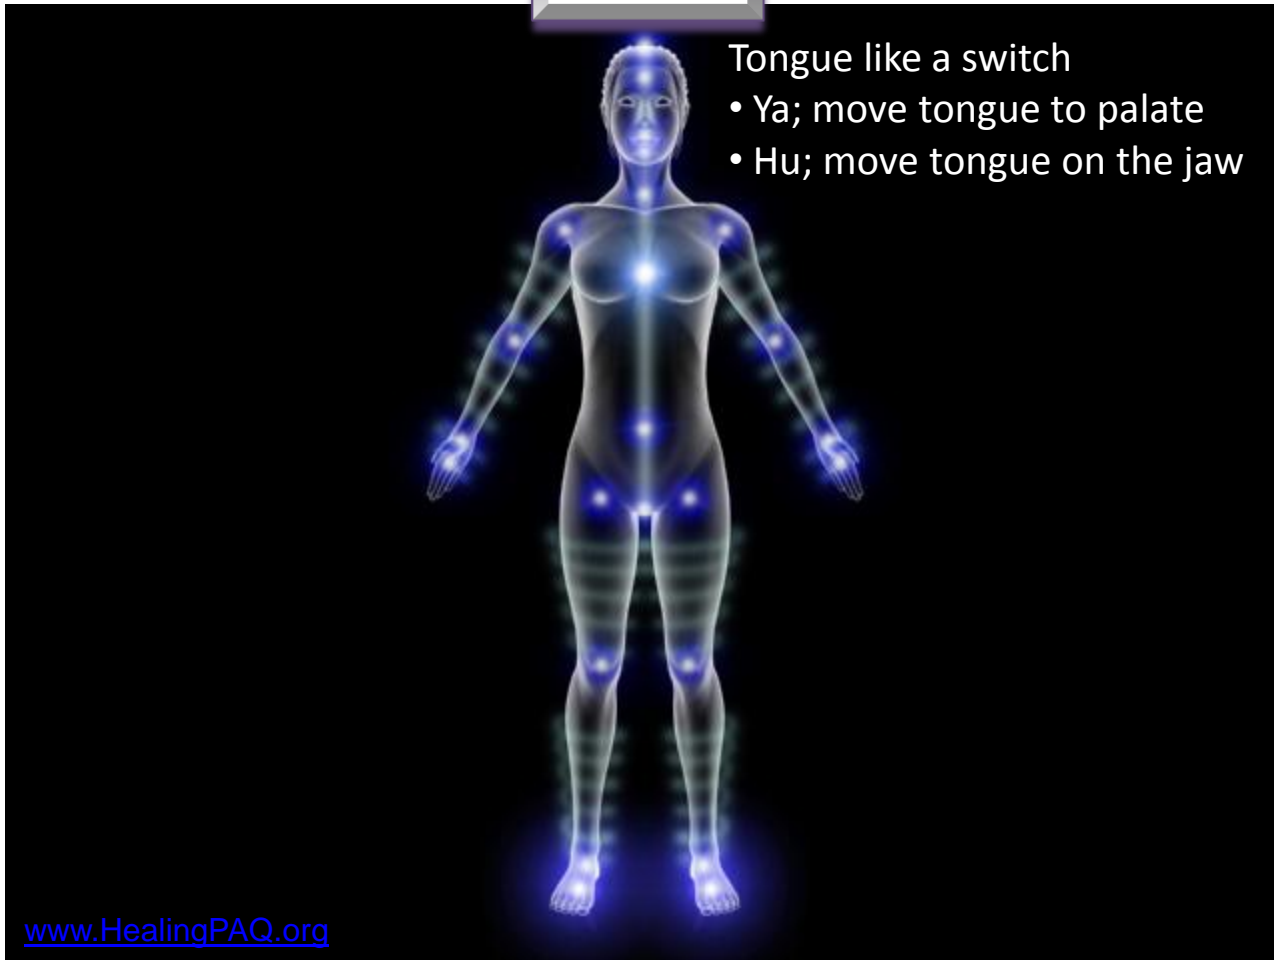 Tongue like a switch
• Ya; move tongue to palate
• Hu; move tongue on the jaw
www.HealingPAQ.org